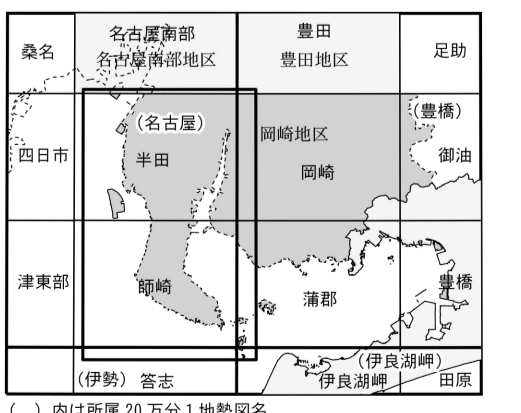 桑名
名古屋南部
名古屋南部地区
豊田
豊田地区
足助
四日市
(名古屋)
半田
岡崎地区
岡崎
(豊橋)
御油
津東部
師崎
蒲郡
豊橋
(伊勢) 答志
(伊良湖岬)
伊良湖岬
田原
( )内は所属20万分1地勢図名